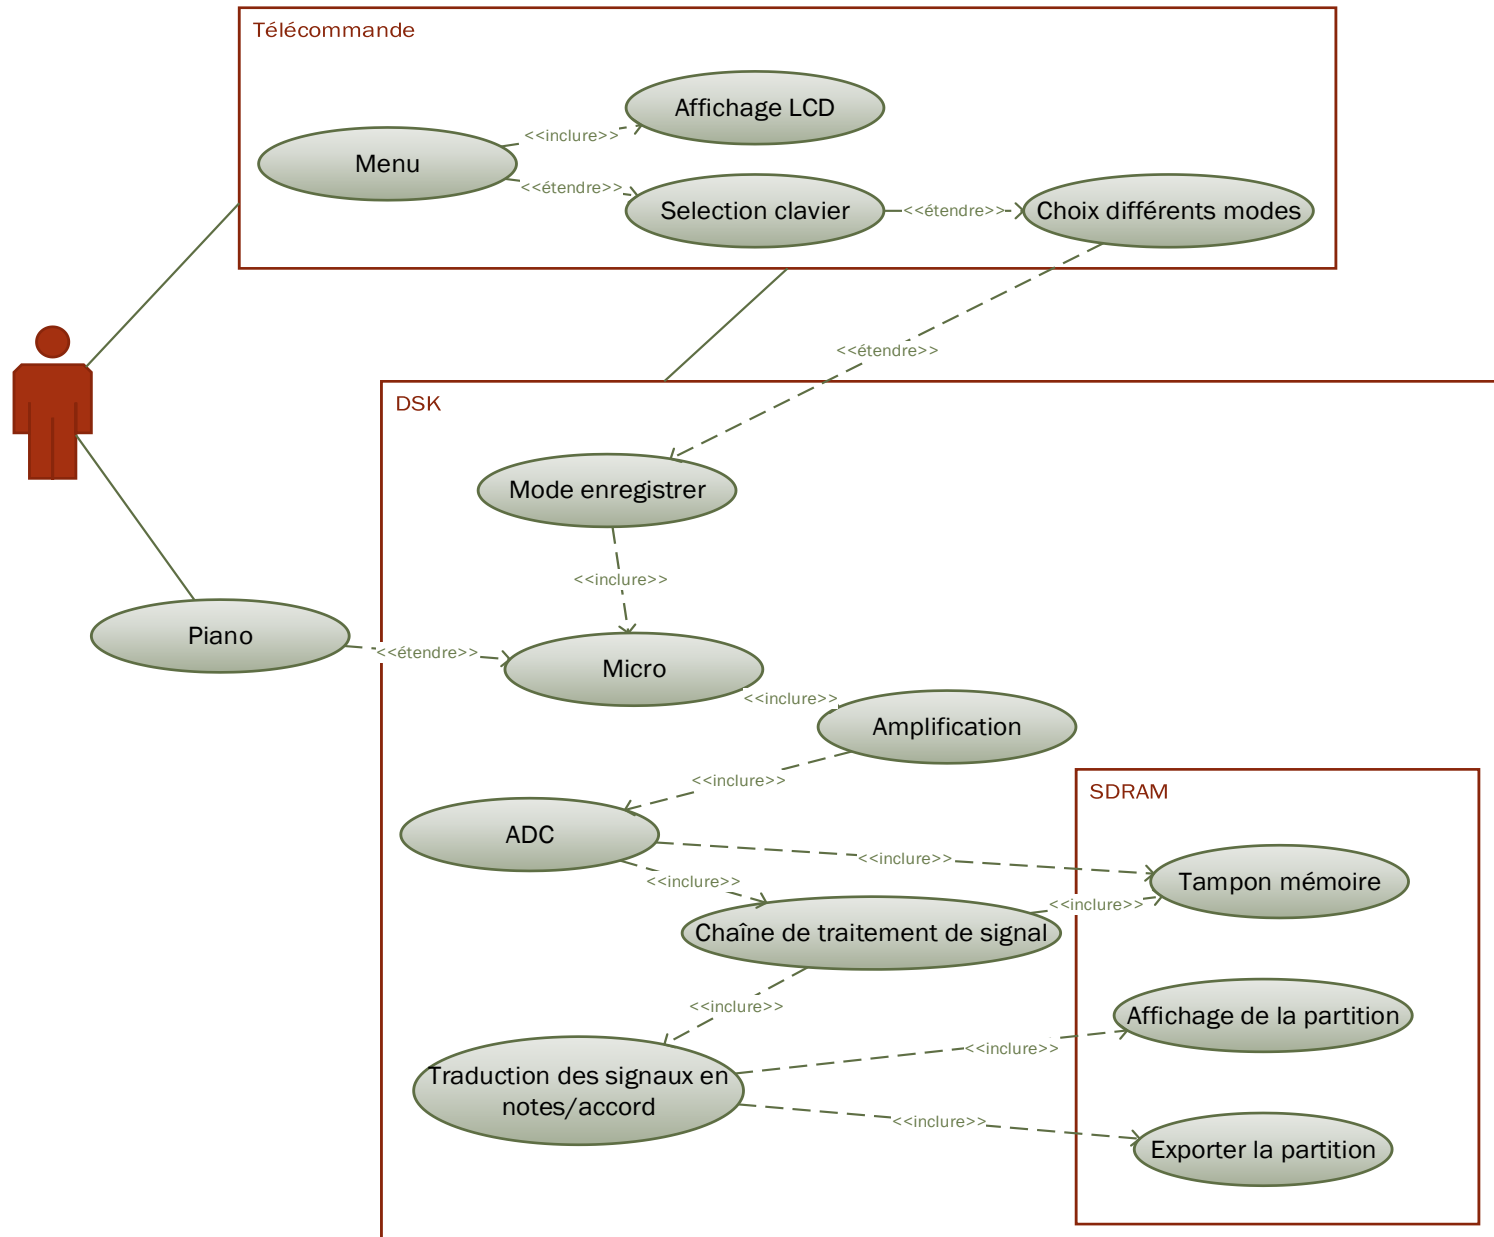 Télécommande
Affichage LCD
<<inclure>>
Menu
<<étendre>>
Selection clavier
<<étendre>>
Choix différents modes
<<étendre>>
DSK
Mode enregistrer
<<inclure>>
Piano
<<étendre>>
Micro
<<inclure>>
Amplification
<<inclure>>
SDRAM
ADC
<<inclure>>
<<inclure>>
Tampon mémoire
<<inclure>>
Chaîne de traitement de signal
<<inclure>>
Affichage de la partition
<<inclure>>
Traduction des signaux en
notes/accord
<<inclure>>
Exporter la partition